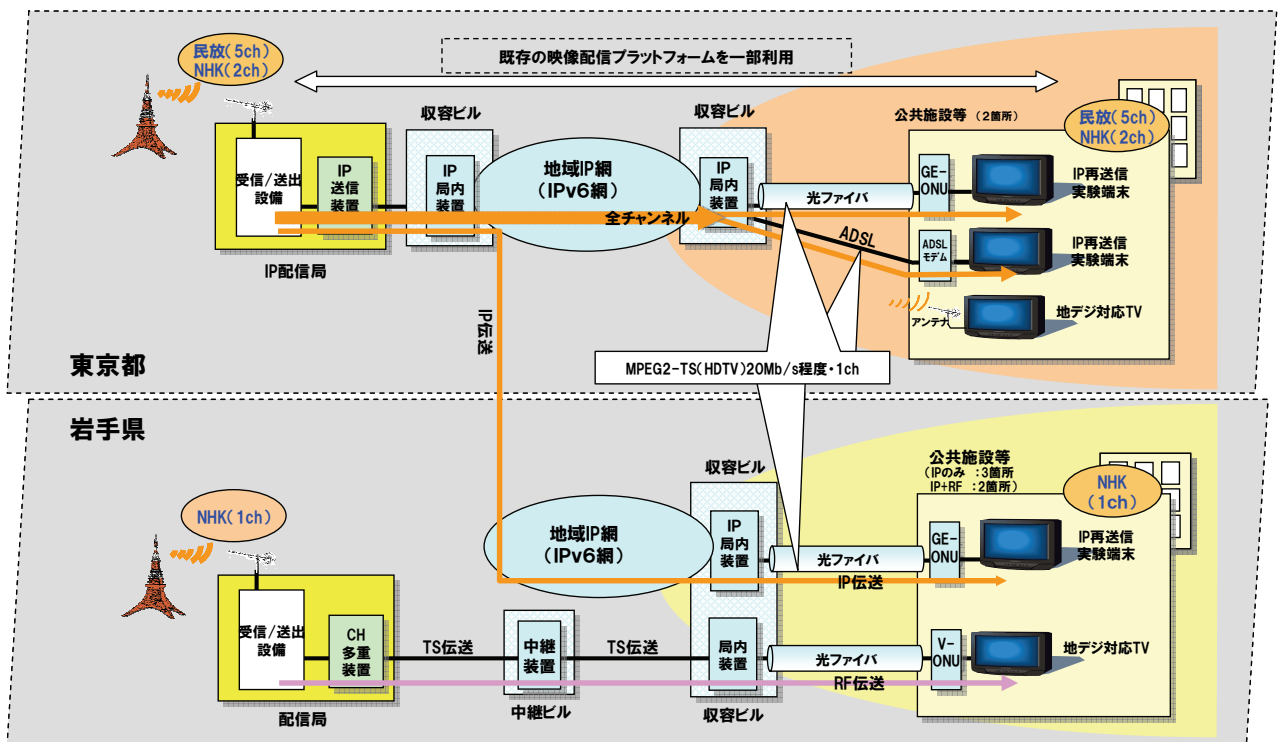 既存の映像配信プラットフォームを一部利用
民放(5ch)
NHK(2ch)
収容ビル
収容ビル
公共施設等 (2箇所)
民放(5ch)
NHK(2ch)
受信/送出
設備
IP
送信
装置
IP
局内
装置
地域IP網
(IPv6網)
IP
局内
装置
光ファイバ
GE-
ONU
IP再送信
実験端末
全チャンネル
ADSL
ADSL
モデム
IP再送信
実験端末
IP配信局
アンテナ
地デジ対応TV
IP伝送
東京都
MPEG2-TS(HDTV)20Mb/s程度・1ch
岩手県
収容ビル
公共施設等
(IPのみ :3箇所
IP+RF :2箇所)
NHK
(1ch)
NHK(1ch)
地域IP網
(IPv6網)
IP
局内
装置
光ファイバ
GE-
ONU
IP再送信
実験端末
IP伝送
受信/送出
設備
CH
多重
装置
TS伝送
中継
装置
TS伝送
局内
装置
光ファイバ
V-
ONU
地デジ対応TV
RF伝送
配信局
中継ビル
収容ビル